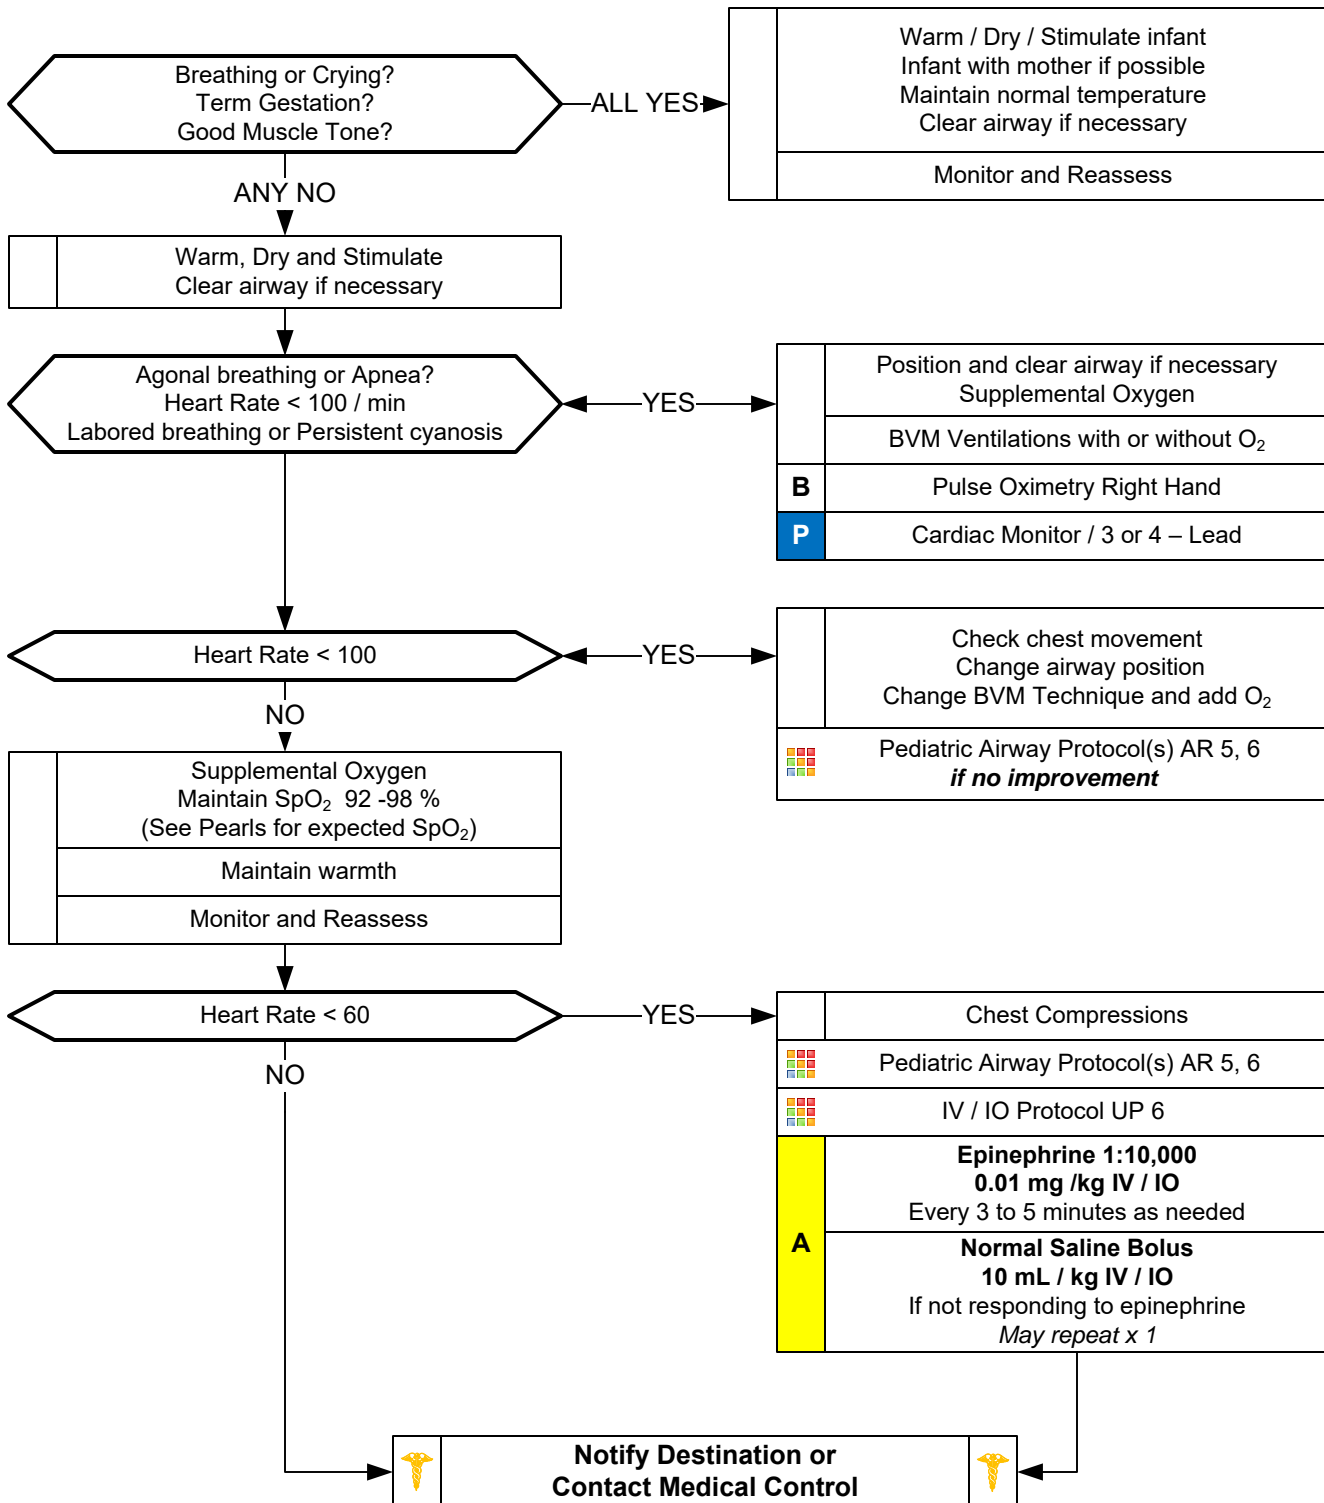 Breathing or Crying?
Term Gestation?
Good Muscle Tone?
ALL YES
Warm / Dry / Stimulate infant
Infant with mother if possible
Maintain normal temperature
Clear airway if necessary
Monitor and Reassess
ANY NO
Warm, Dry and Stimulate
Clear airway if necessary
Agonal breathing or Apnea?
Heart Rate < 100 / min
Labored breathing or Persistent cyanosis
YES
Position and clear airway if necessary
Supplemental Oxygen
BVM Ventilations with or without O₂
B
Pulse Oximetry Right Hand
P
Cardiac Monitor / 3 or 4 – Lead
Heart Rate < 100
YES
Check chest movement
Change airway position
Change BVM Technique and add O₂
Pediatric Airway Protocol(s) AR 5, 6
if no improvement
NO
Supplemental Oxygen
Maintain SpO₂ 92 -98 %
(See Pearls for expected SpO₂)
Maintain warmth
Monitor and Reassess
Heart Rate < 60
YES
Chest Compressions
Pediatric Airway Protocol(s) AR 5, 6
IV / IO Protocol UP 6
A
Epinephrine 1:10,000
0.01 mg /kg IV / IO
Every 3 to 5 minutes as needed
Normal Saline Bolus
10 mL / kg IV / IO
If not responding to epinephrine
May repeat x 1
NO
Notify Destination or
Contact Medical Control